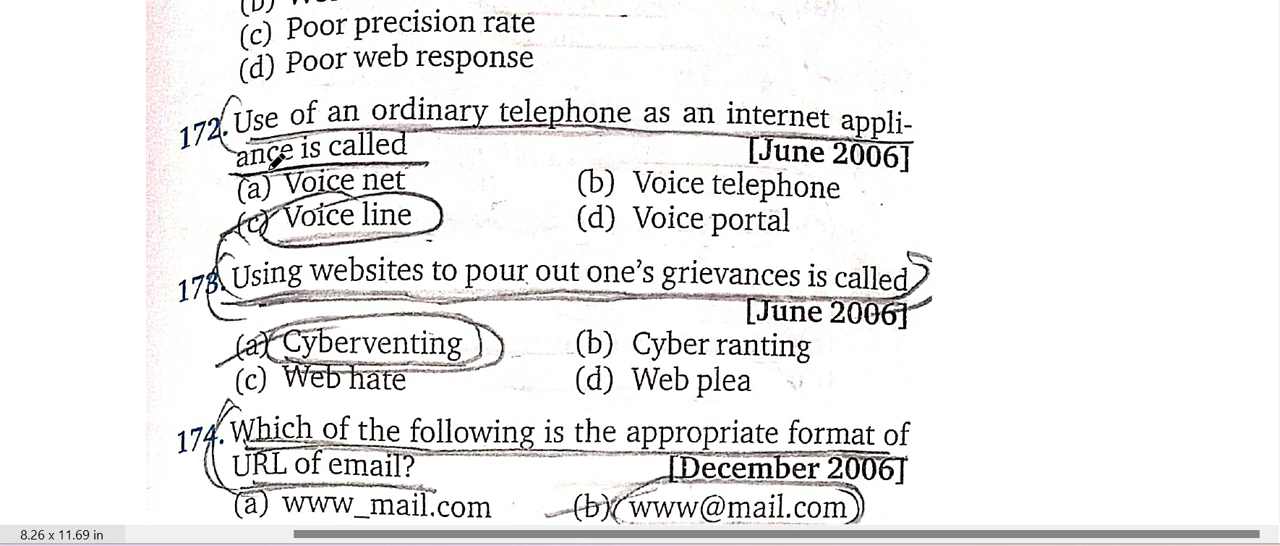 (c) Poor precision rate
(d) Poor web response
172. Use of an ordinary telephone as an internet appli-
ance is called [June 2006]
(a) Voice net (b) Voice telephone
(c) Voice line (d) Voice portal
173. Using websites to pour out one's grievances is called
[June 2006]
(a) Cyberventing (b) Cyber ranting
(c) Web hate (d) Web plea
174. Which of the following is the appropriate format of
URL of email? [December 2006]
(a) www_mail.com (b) www@mail.com
8.26 x 11.69 in